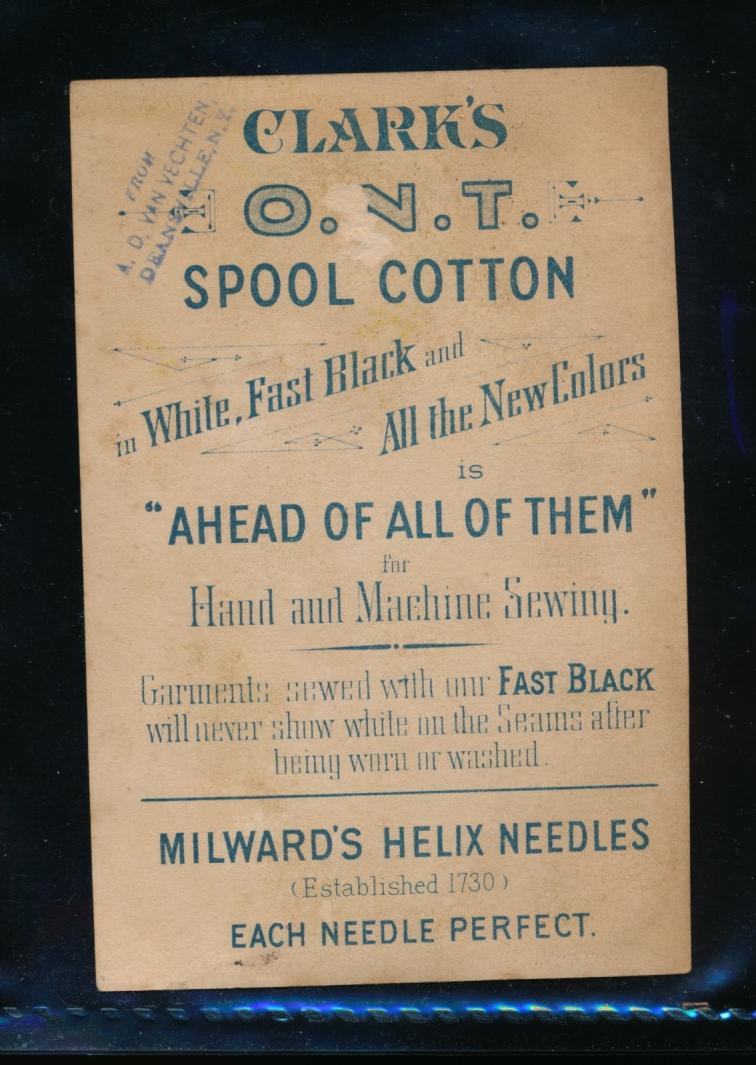 FROM
A. D. VAN VECHTEN,
DEANSVILLE, N.Y.
CLARK'S
O.N.T.
SPOOL COTTON
in White, Fast Black and
All the New Colors
is
"AHEAD OF ALL OF THEM"
for
Hand and Machine Sewing.
Garments sewed with our FAST BLACK
will never show white on the Seams after
being worn or washed.
MILWARD'S HELIX NEEDLES
(Established 1730)
EACH NEEDLE PERFECT.